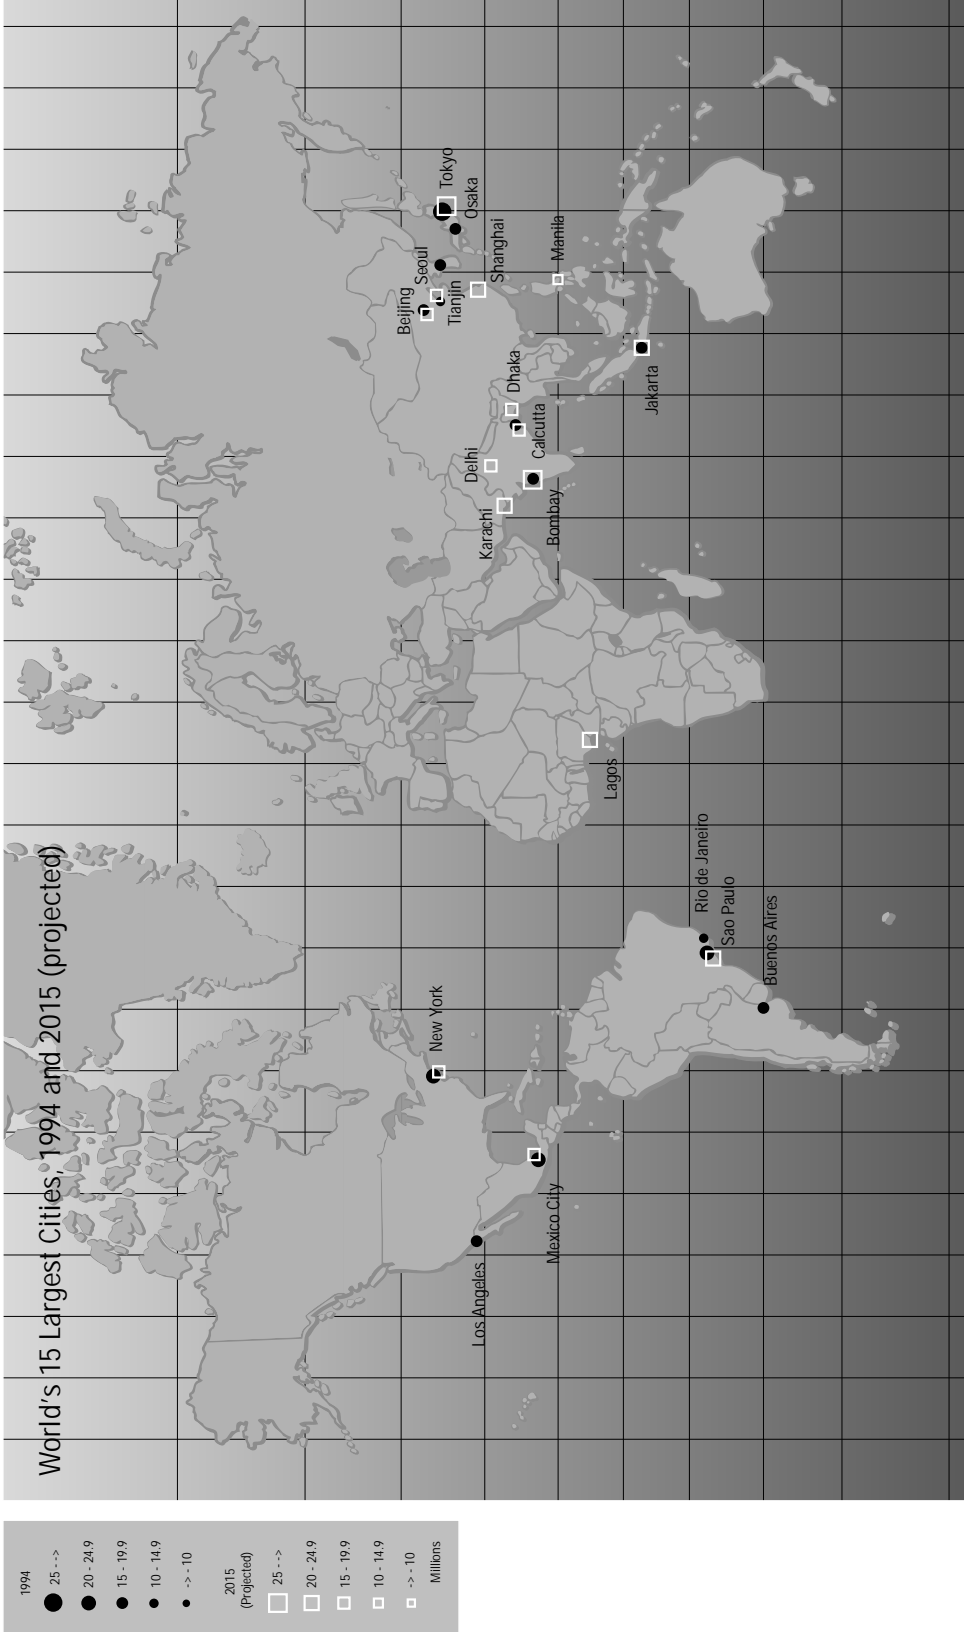 World's 15 Largest Cities, 1994 and 2015 (projected)
Beijing
Seoul
Tokyo
Osaka
Tianjin
Shanghai
Manila
Dhaka
Delhi
Calcutta
Karachi
Bombay
Jakarta
Lagos
New York
Rio de Janeiro
Sao Paulo
Buenos Aires
Los Angeles
Mexico City
1994
25 - ->
20 - 24.9
15 - 19.9
10 - 14.9
-> - 10
2015
(Projected)
25 - ->
20 - 24.9
15 - 19.9
10 - 14.9
-> - 10
Millions